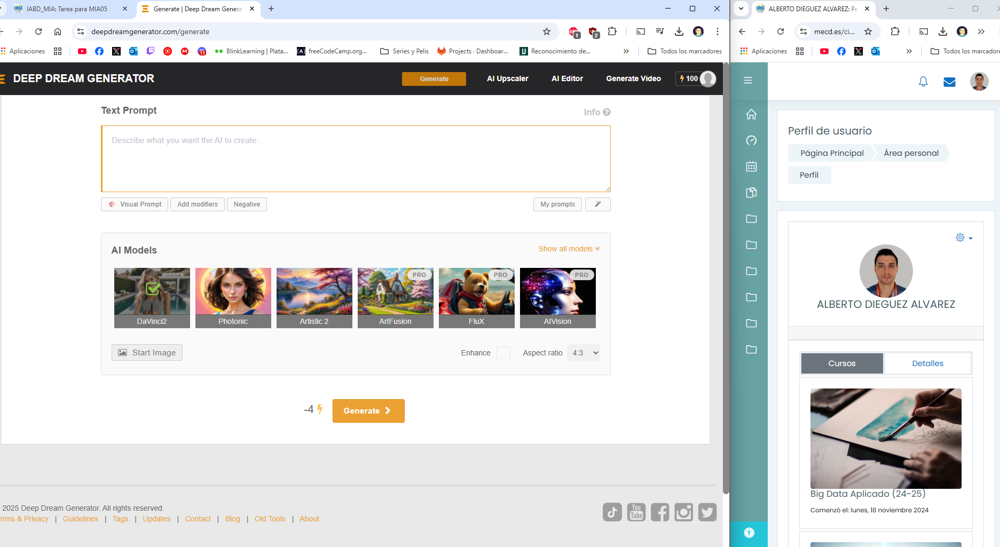 IABD_MIA: Tarea para MIA05
Generate | Deep Dream Genera
deepdreamgenerator.com/generate
1
2
Aplicaciones
11
BlinkLearning | Plata...
freeCodeCamp.org...
Series y Pelis
Projects · Dashboar...
Reconocimiento de...
»
Todos los marcadores
DEEP DREAM GENERATOR
Generate
AI Upscaler
AI Editor
Generate Video
100
Text Prompt
Info
Describe what you want the AI to create...
Visual Prompt
Add modifiers
Negative
My prompts
AI Models
Show all models
PRO
PRO
PRO
DaVinci2
Photonic
Artistic 2
ArtFusion
FluX
AIVision
Start Image
Enhance
Aspect ratio
4:3
-4
Generate
2025 Deep Dream Generator. All rights reserved.
erms & Privacy | Guidelines | Tags | Updates | Contact | Blog | Old Tools | About
You
Tube
ALBERTO DIEGUEZ ALVAREZ: Pe
mecd.es/ci...
»
Aplicaciones
»
Todos los marcadore
Perfil de usuario
Página Principal
Área personal
Perfil
ALBERTO DIEGUEZ ALVAREZ
Cursos
Detalles
Big Data Aplicado (24-25)
Comenzó el: lunes, 18 noviembre 2024